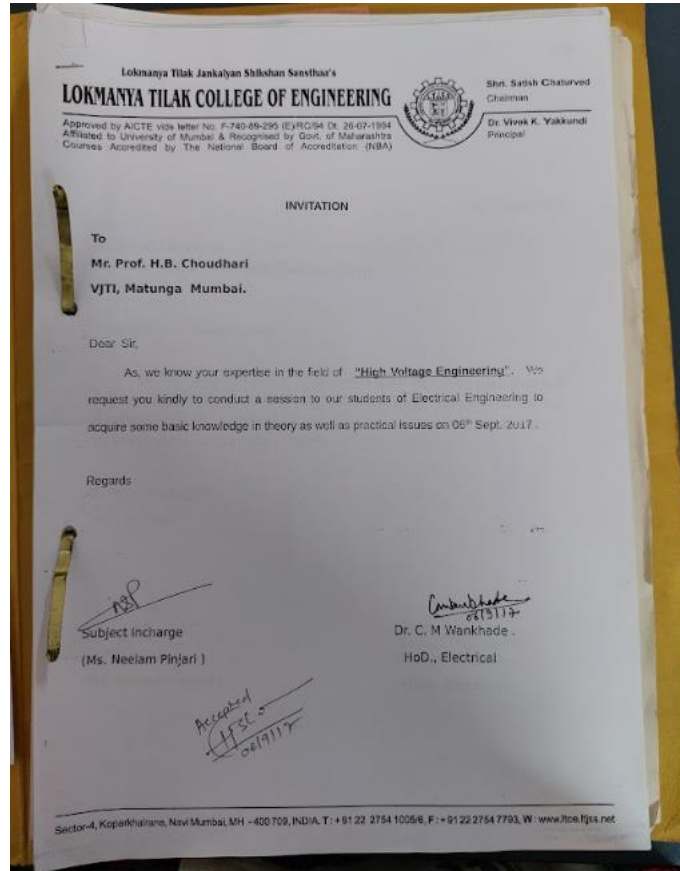 Lokmanya Tilak Jankalyan Shikshan Sansthaa's
LOKMANYA TILAK COLLEGE OF ENGINEERING
Approved by AICTE vide letter No. F-740-89-295 (E)/RC/94 Dt. 26-07-1994
Affiliated to University of Mumbai & Recognised by Govt. of Maharashtra
Courses Accredited by The National Board of Accreditation (NBA)
Shri. Satish Chaturved
Chairman
Dr. Vivek K. Yakkundi
Principal
INVITATION
To
Mr. Prof. H.B. Choudhari
VJTI, Matunga Mumbai.
Dear Sir,
As, we know your expertise in the field of "High Voltage Engineering". We
request you kindly to conduct a session to our students of Electrical Engineering to
acquire some basic knowledge in theory as well as practical issues on 06th Sept. 2017.
Regards
06/9/17
Subject Incharge
Dr. C. M Wankhade .
(Ms. Neelam Pinjari )
HoD., Electrical
Accepted
06/9/17
Sector-4, Koparkhairane, Navi Mumbai, MH - 400 709, INDIA. T : + 91 22 2754 1005/6, F : + 91 22 2754 7793, W : www.ltce.ltjss.net